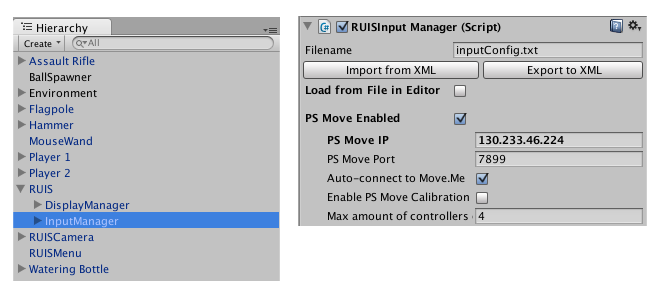 Hierarchy
Create
All
Assault Rifle
BallSpawner
Environment
Flagpole
Hammer
MouseWand
Player 1
Player 2
RUIS
DisplayManager
InputManager
RUISCamera
RUISMenu
Watering Bottle
RUISInput Manager (Script)
Filename inputConfig.txt
Import from XML Export to XML
Load from File in Editor
PS Move Enabled
PS Move IP 130.233.46.224
PS Move Port 7899
Auto-connect to Move.Me
Enable PS Move Calibration
Max amount of controllers 4